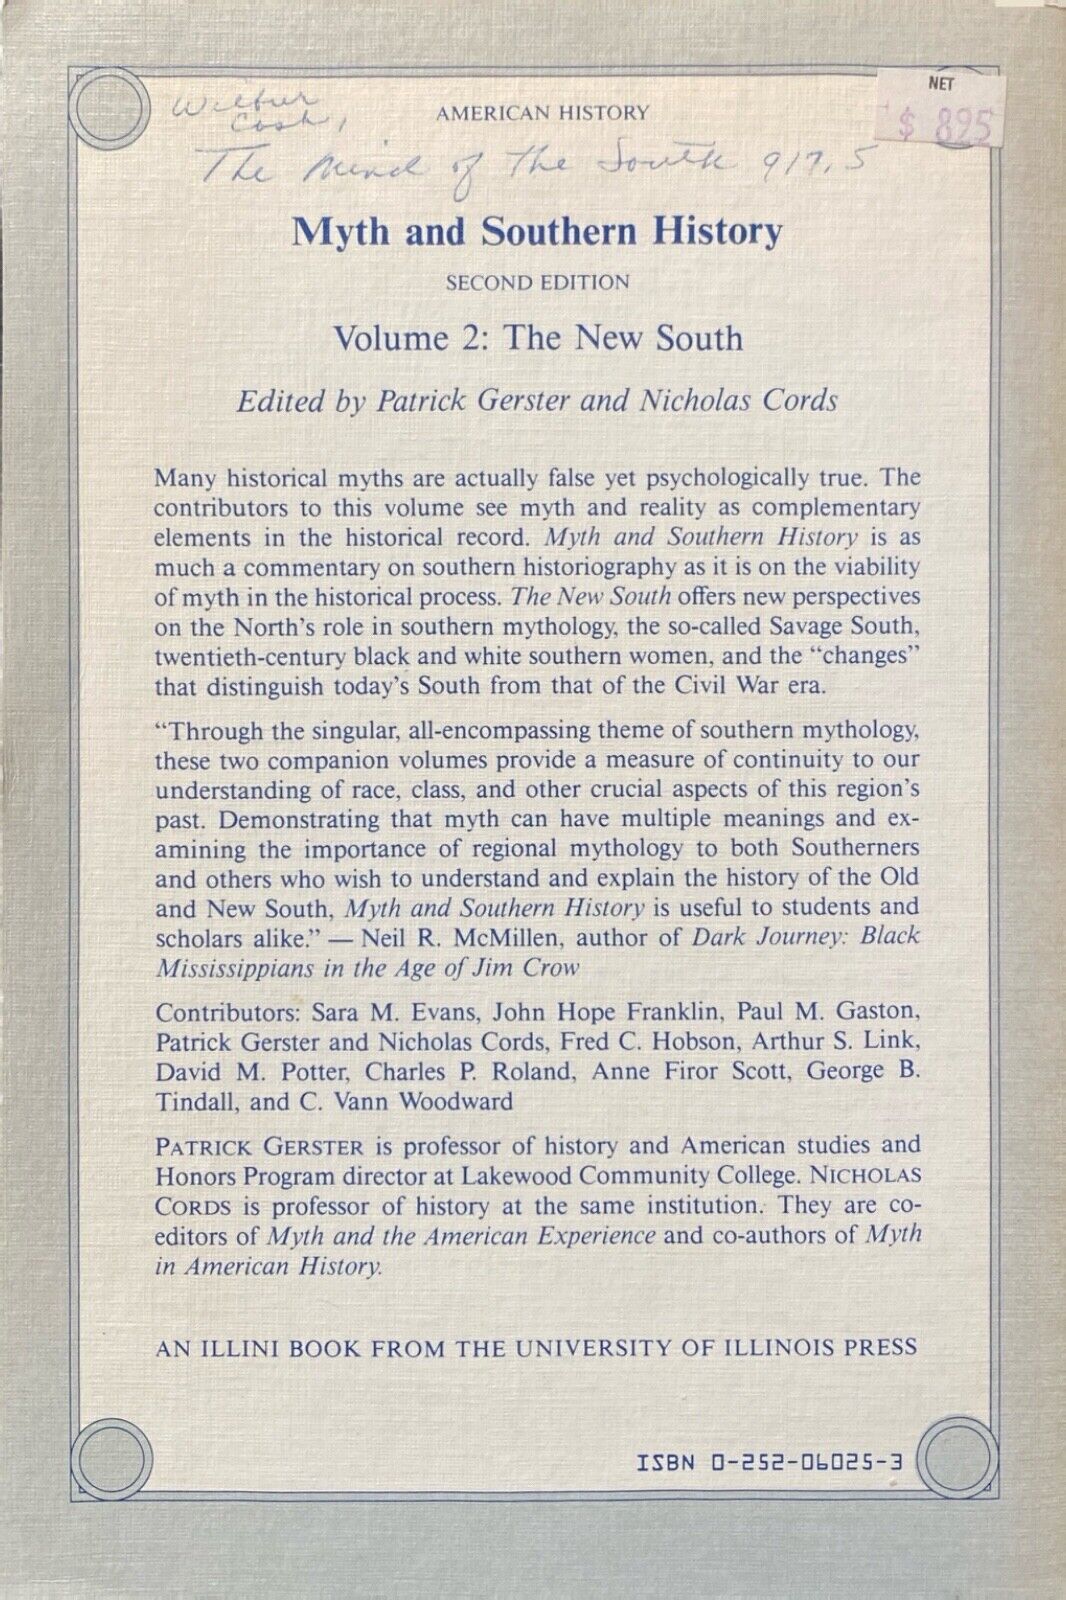 NET
$ 895
Wilbur
Cash,
AMERICAN HISTORY
The Mind of the South 917.5
Myth and Southern History
SECOND EDITION
Volume 2: The New South
Edited by Patrick Gerster and Nicholas Cords
Many historical myths are actually false yet psychologically true. The
contributors to this volume see myth and reality as complementary
elements in the historical record. Myth and Southern History is as
much a commentary on southern historiography as it is on the viability
of myth in the historical process. The New South offers new perspectives
on the North's role in southern mythology, the so-called Savage South,
twentieth-century black and white southern women, and the “changes”
that distinguish today's South from that of the Civil War era.
“Through the singular, all-encompassing theme of southern mythology,
these two companion volumes provide a measure of continuity to our
understanding of race, class, and other crucial aspects of this region's
past. Demonstrating that myth can have multiple meanings and ex-
amining the importance of regional mythology to both Southerners
and others who wish to understand and explain the history of the Old
and New South, Myth and Southern History is useful to students and
scholars alike.” — Neil R. McMillen, author of Dark Journey: Black
Mississippians in the Age of Jim Crow
Contributors: Sara M. Evans, John Hope Franklin, Paul M. Gaston,
Patrick Gerster and Nicholas Cords, Fred C. Hobson, Arthur S. Link,
David M. Potter, Charles P. Roland, Anne Firor Scott, George B.
Tindall, and C. Vann Woodward
PATRICK GERSTER is professor of history and American studies and
Honors Program director at Lakewood Community College. NICHOLAS
CORDS is professor of history at the same institution. They are co-
editors of Myth and the American Experience and co-authors of Myth
in American History.
AN ILLINI BOOK FROM THE UNIVERSITY OF ILLINOIS PRESS
ISBN 0-252-06025-3